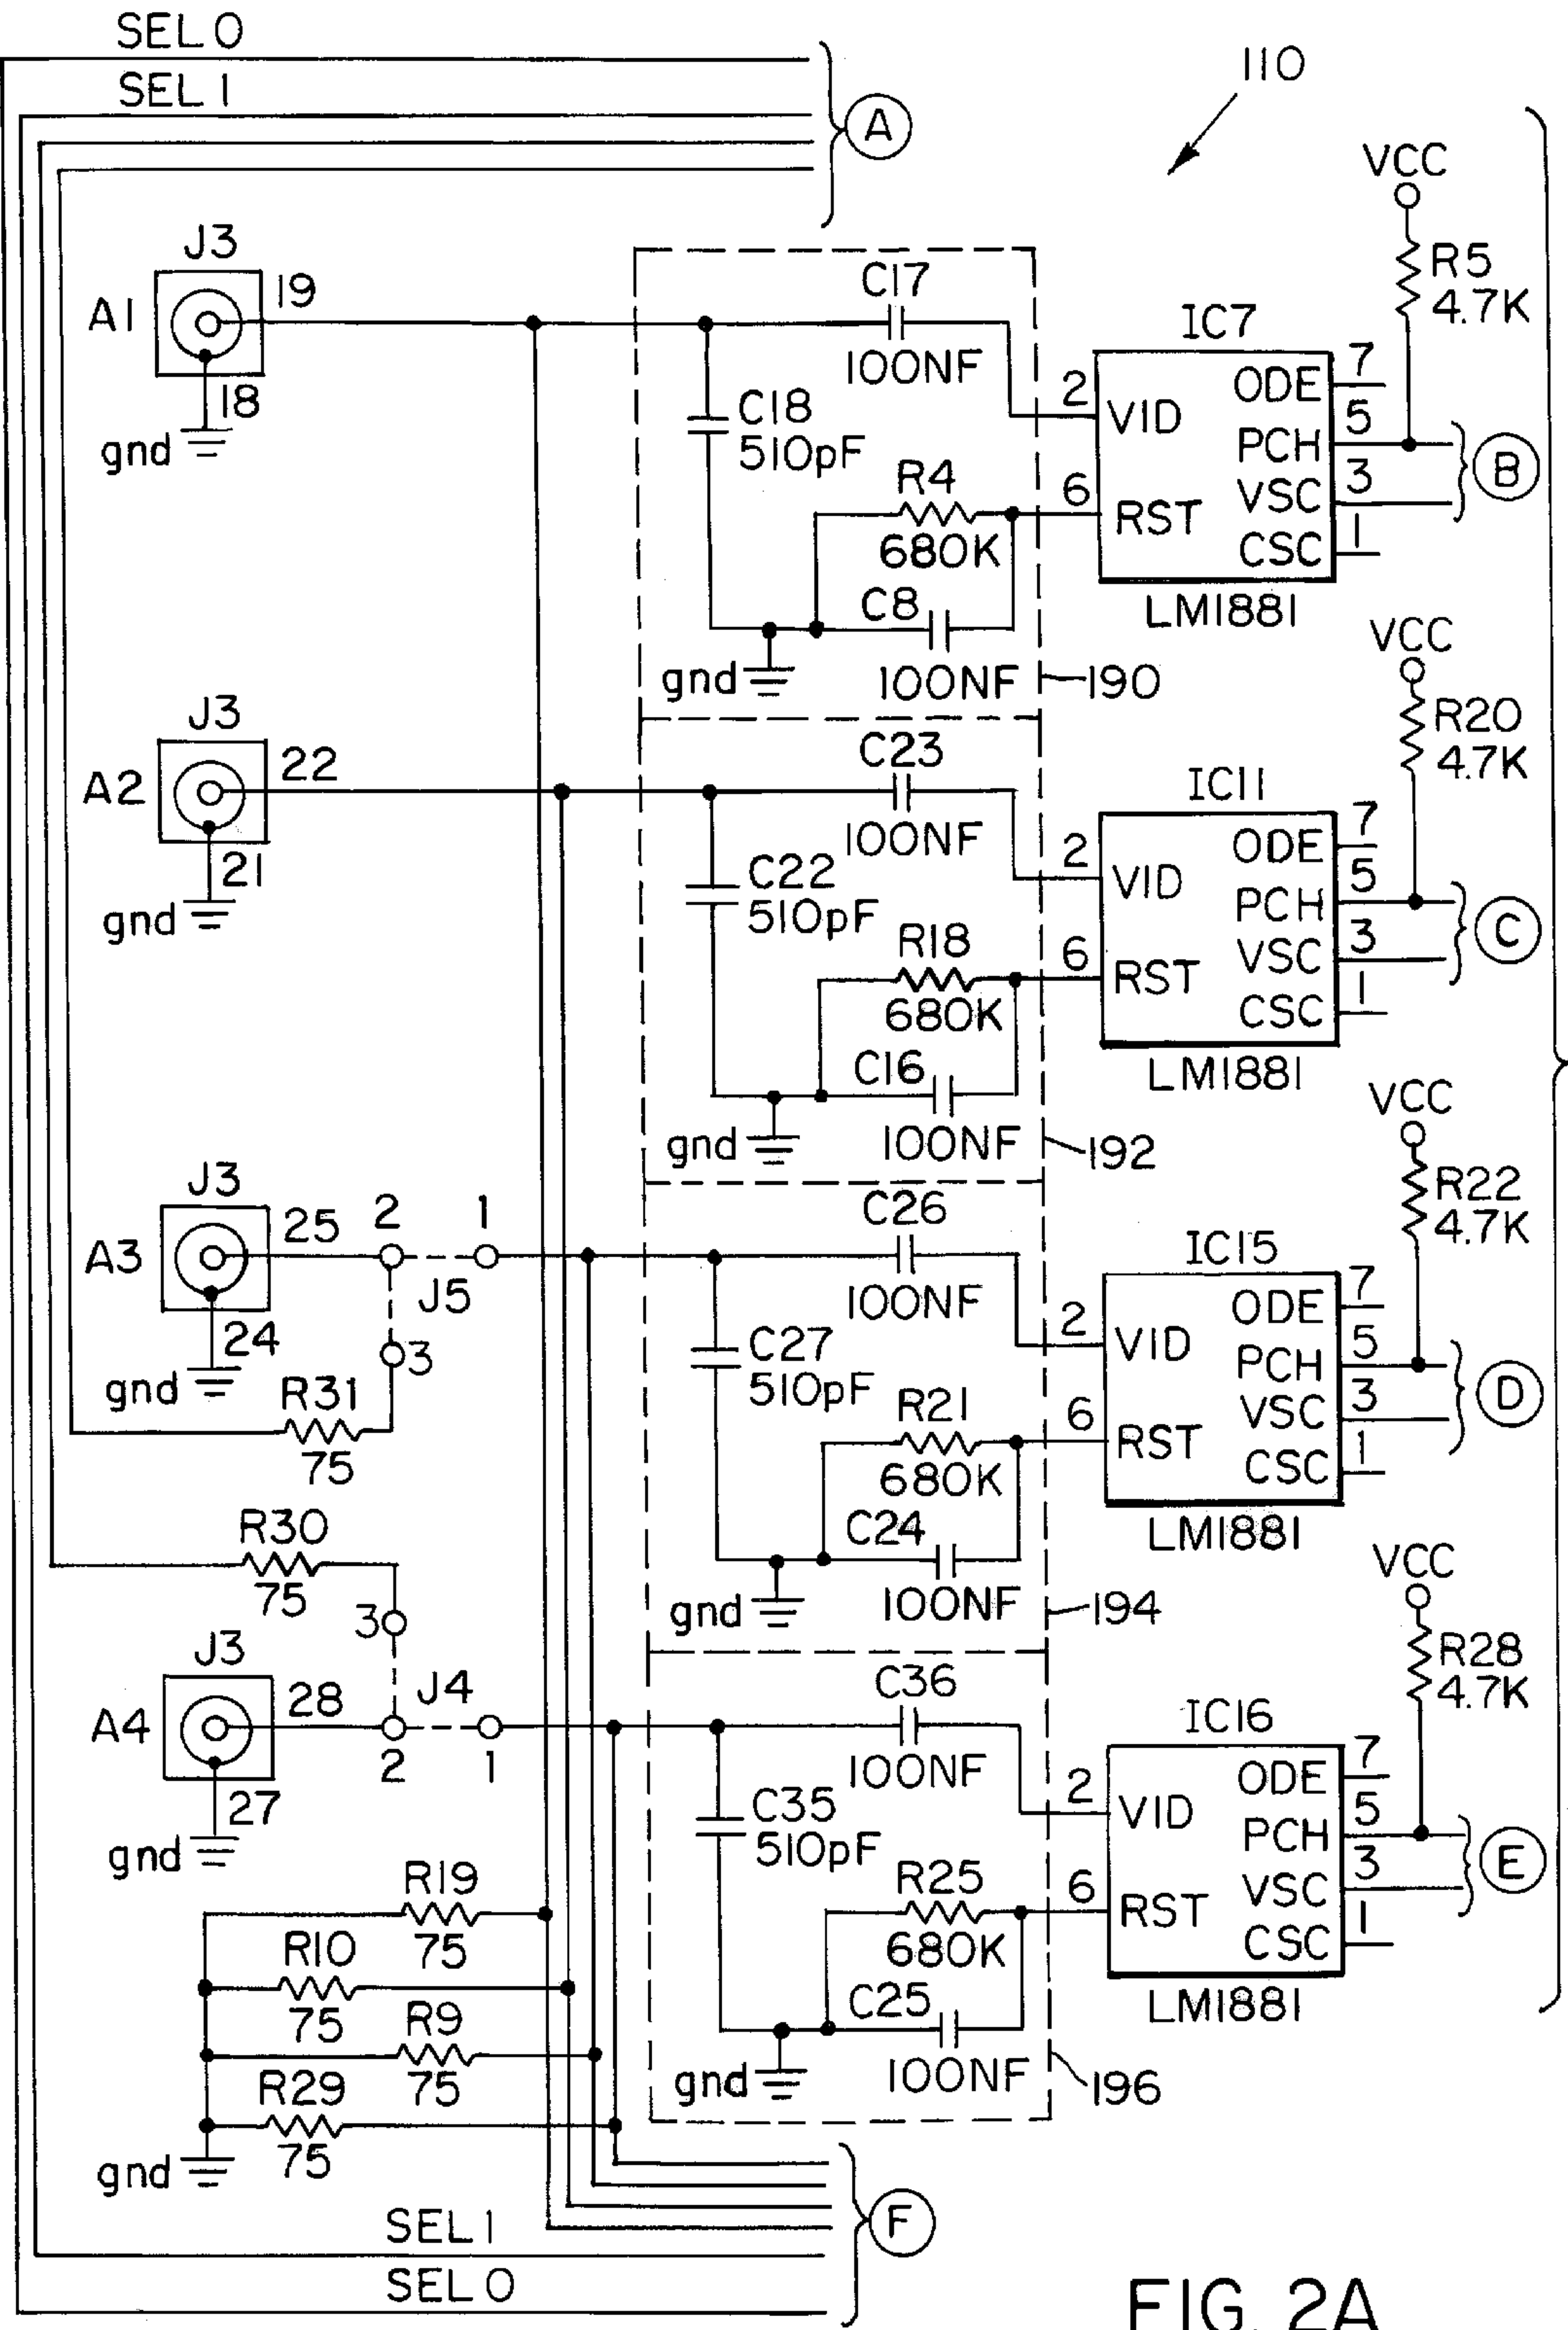 SEL 0
SEL 1
A
110
VCC
R5
4.7K
J3
A1
19
18
gnd
C17
100NF
C18
510pF
R4
680K
C8
100NF
gnd
190
IC7
2
VID
6
RST
ODE
7
PCH
5
VSC
3
CSC
1
LM1881
B
VCC
R20
4.7K
J3
A2
22
21
gnd
C23
100NF
C22
510pF
R18
680K
C16
100NF
gnd
192
IC11
2
VID
6
RST
ODE
7
PCH
5
VSC
3
CSC
1
LM1881
C
VCC
R22
4.7K
J3
A3
25
2
1
J5
3
24
gnd
R31
75
C26
100NF
C27
510pF
R21
680K
C24
100NF
gnd
194
IC15
2
VID
6
RST
ODE
7
PCH
5
VSC
3
CSC
1
LM1881
D
VCC
R28
4.7K
R30
75
3
J3
A4
28
J4
2
1
27
gnd
C36
100NF
C35
510pF
R25
680K
C25
100NF
gnd
196
IC16
2
VID
6
RST
ODE
7
PCH
5
VSC
3
CSC
1
LM1881
E
R19
75
R10
75
R9
75
R29
75
gnd
F
SEL 1
SEL 0
FIG. 2A